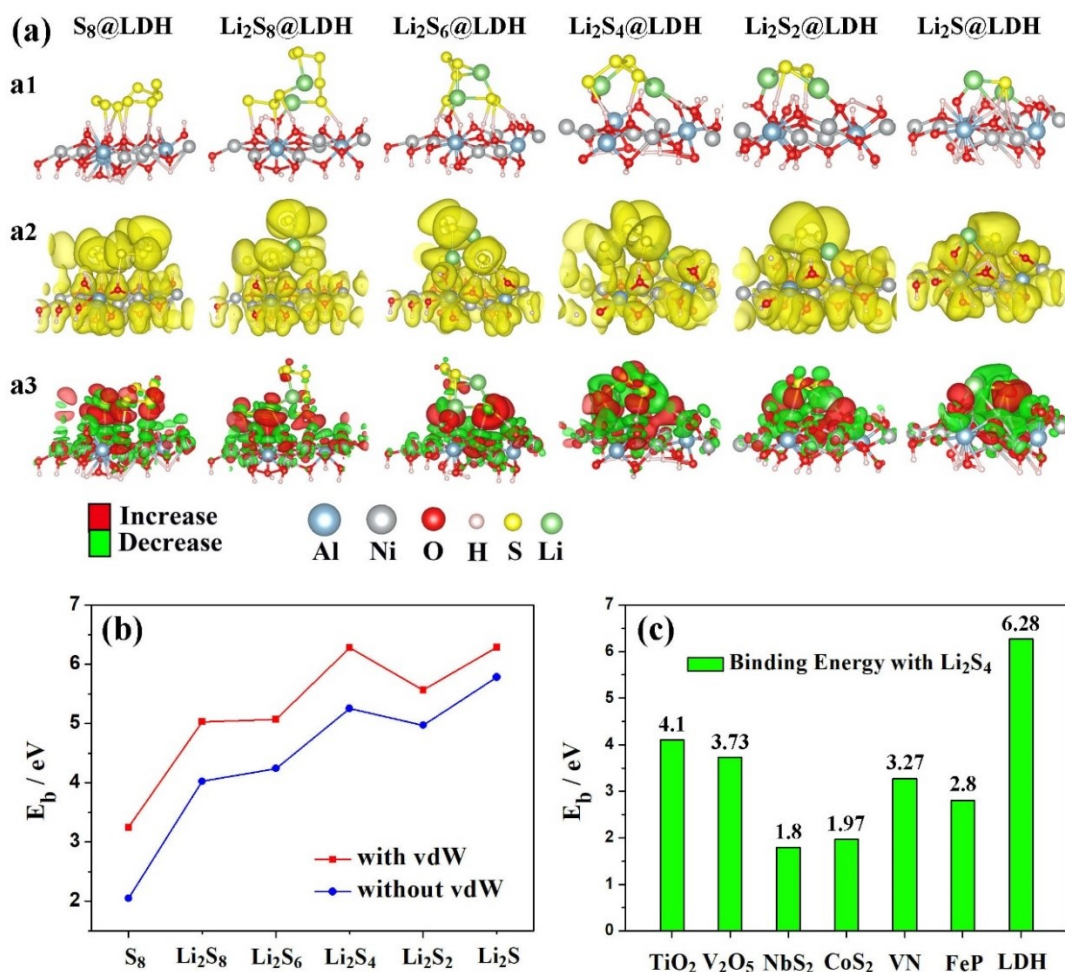 (a)
S₈@LDH Li₂S₈@LDH Li₂S₆@LDH Li₂S₄@LDH Li₂S₂@LDH Li₂S@LDH
a1
a2
a3
Increase
Decrease
Al Ni O H S Li
(b)
7
6
5
4
3
2
E_b / eV
with vdW
without vdW
S₈ Li₂S₈ Li₂S₆ Li₂S₄ Li₂S₂ Li₂S
(c)
7
6
5
4
3
2
1
0
E_b / eV
Binding Energy with Li₂S₄
4.1 3.73 1.8 1.97 3.27 2.8 6.28
TiO₂ V₂O₅ NbS₂ CoS₂ VN FeP LDH